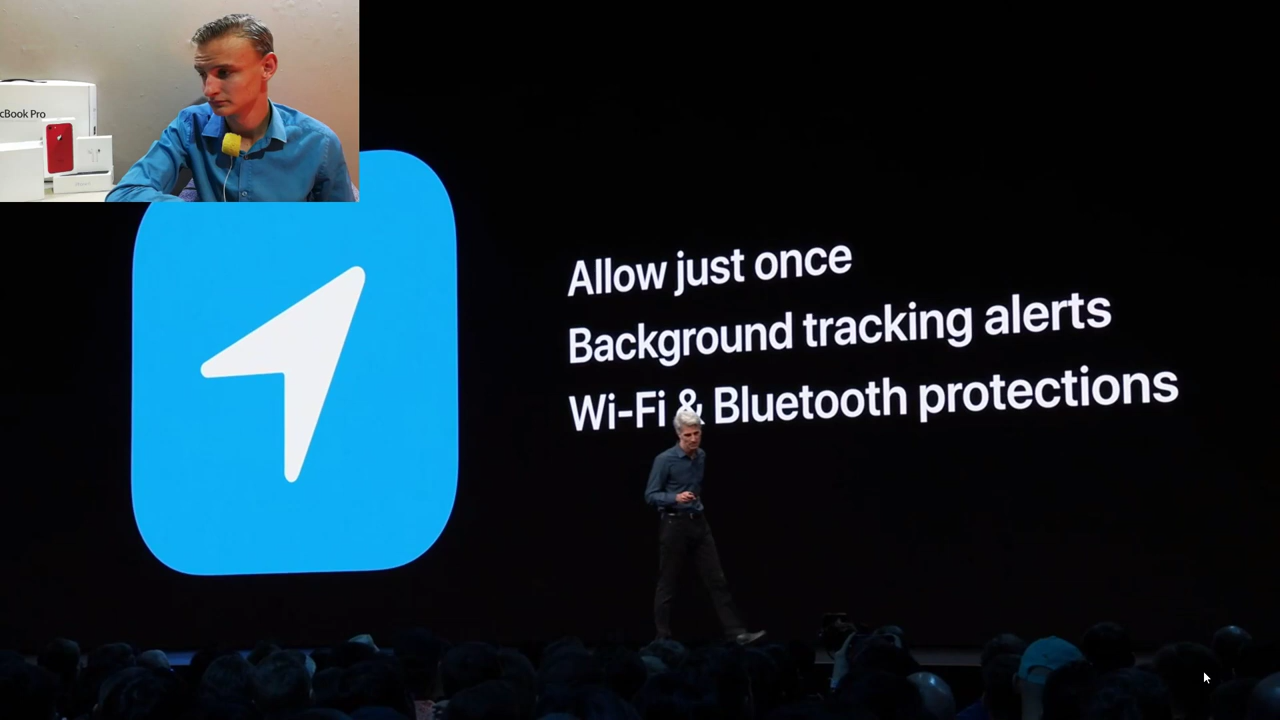 cBook Pro
Allow just once
Background tracking alerts
Wi-Fi & Bluetooth protections